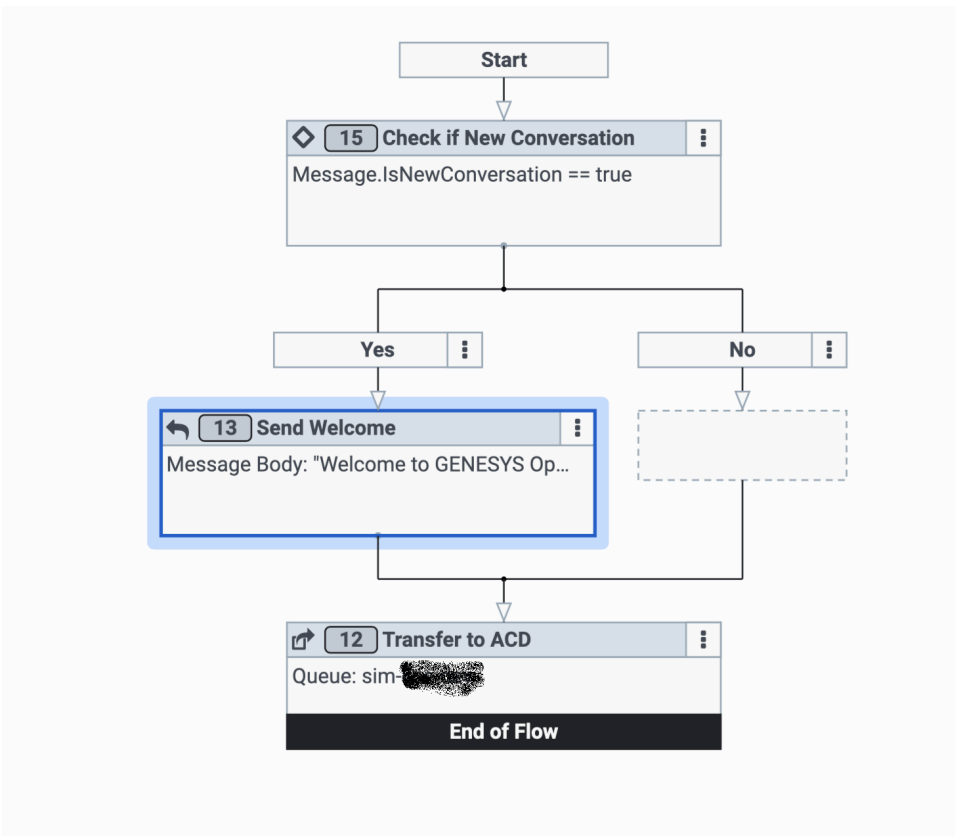 Start
15 Check if New Conversation
Message.IsNewConversation == true
Yes
No
13 Send Welcome
Message Body: "Welcome to GENESYS Op...
12 Transfer to ACD
Queue: sim-
End of Flow